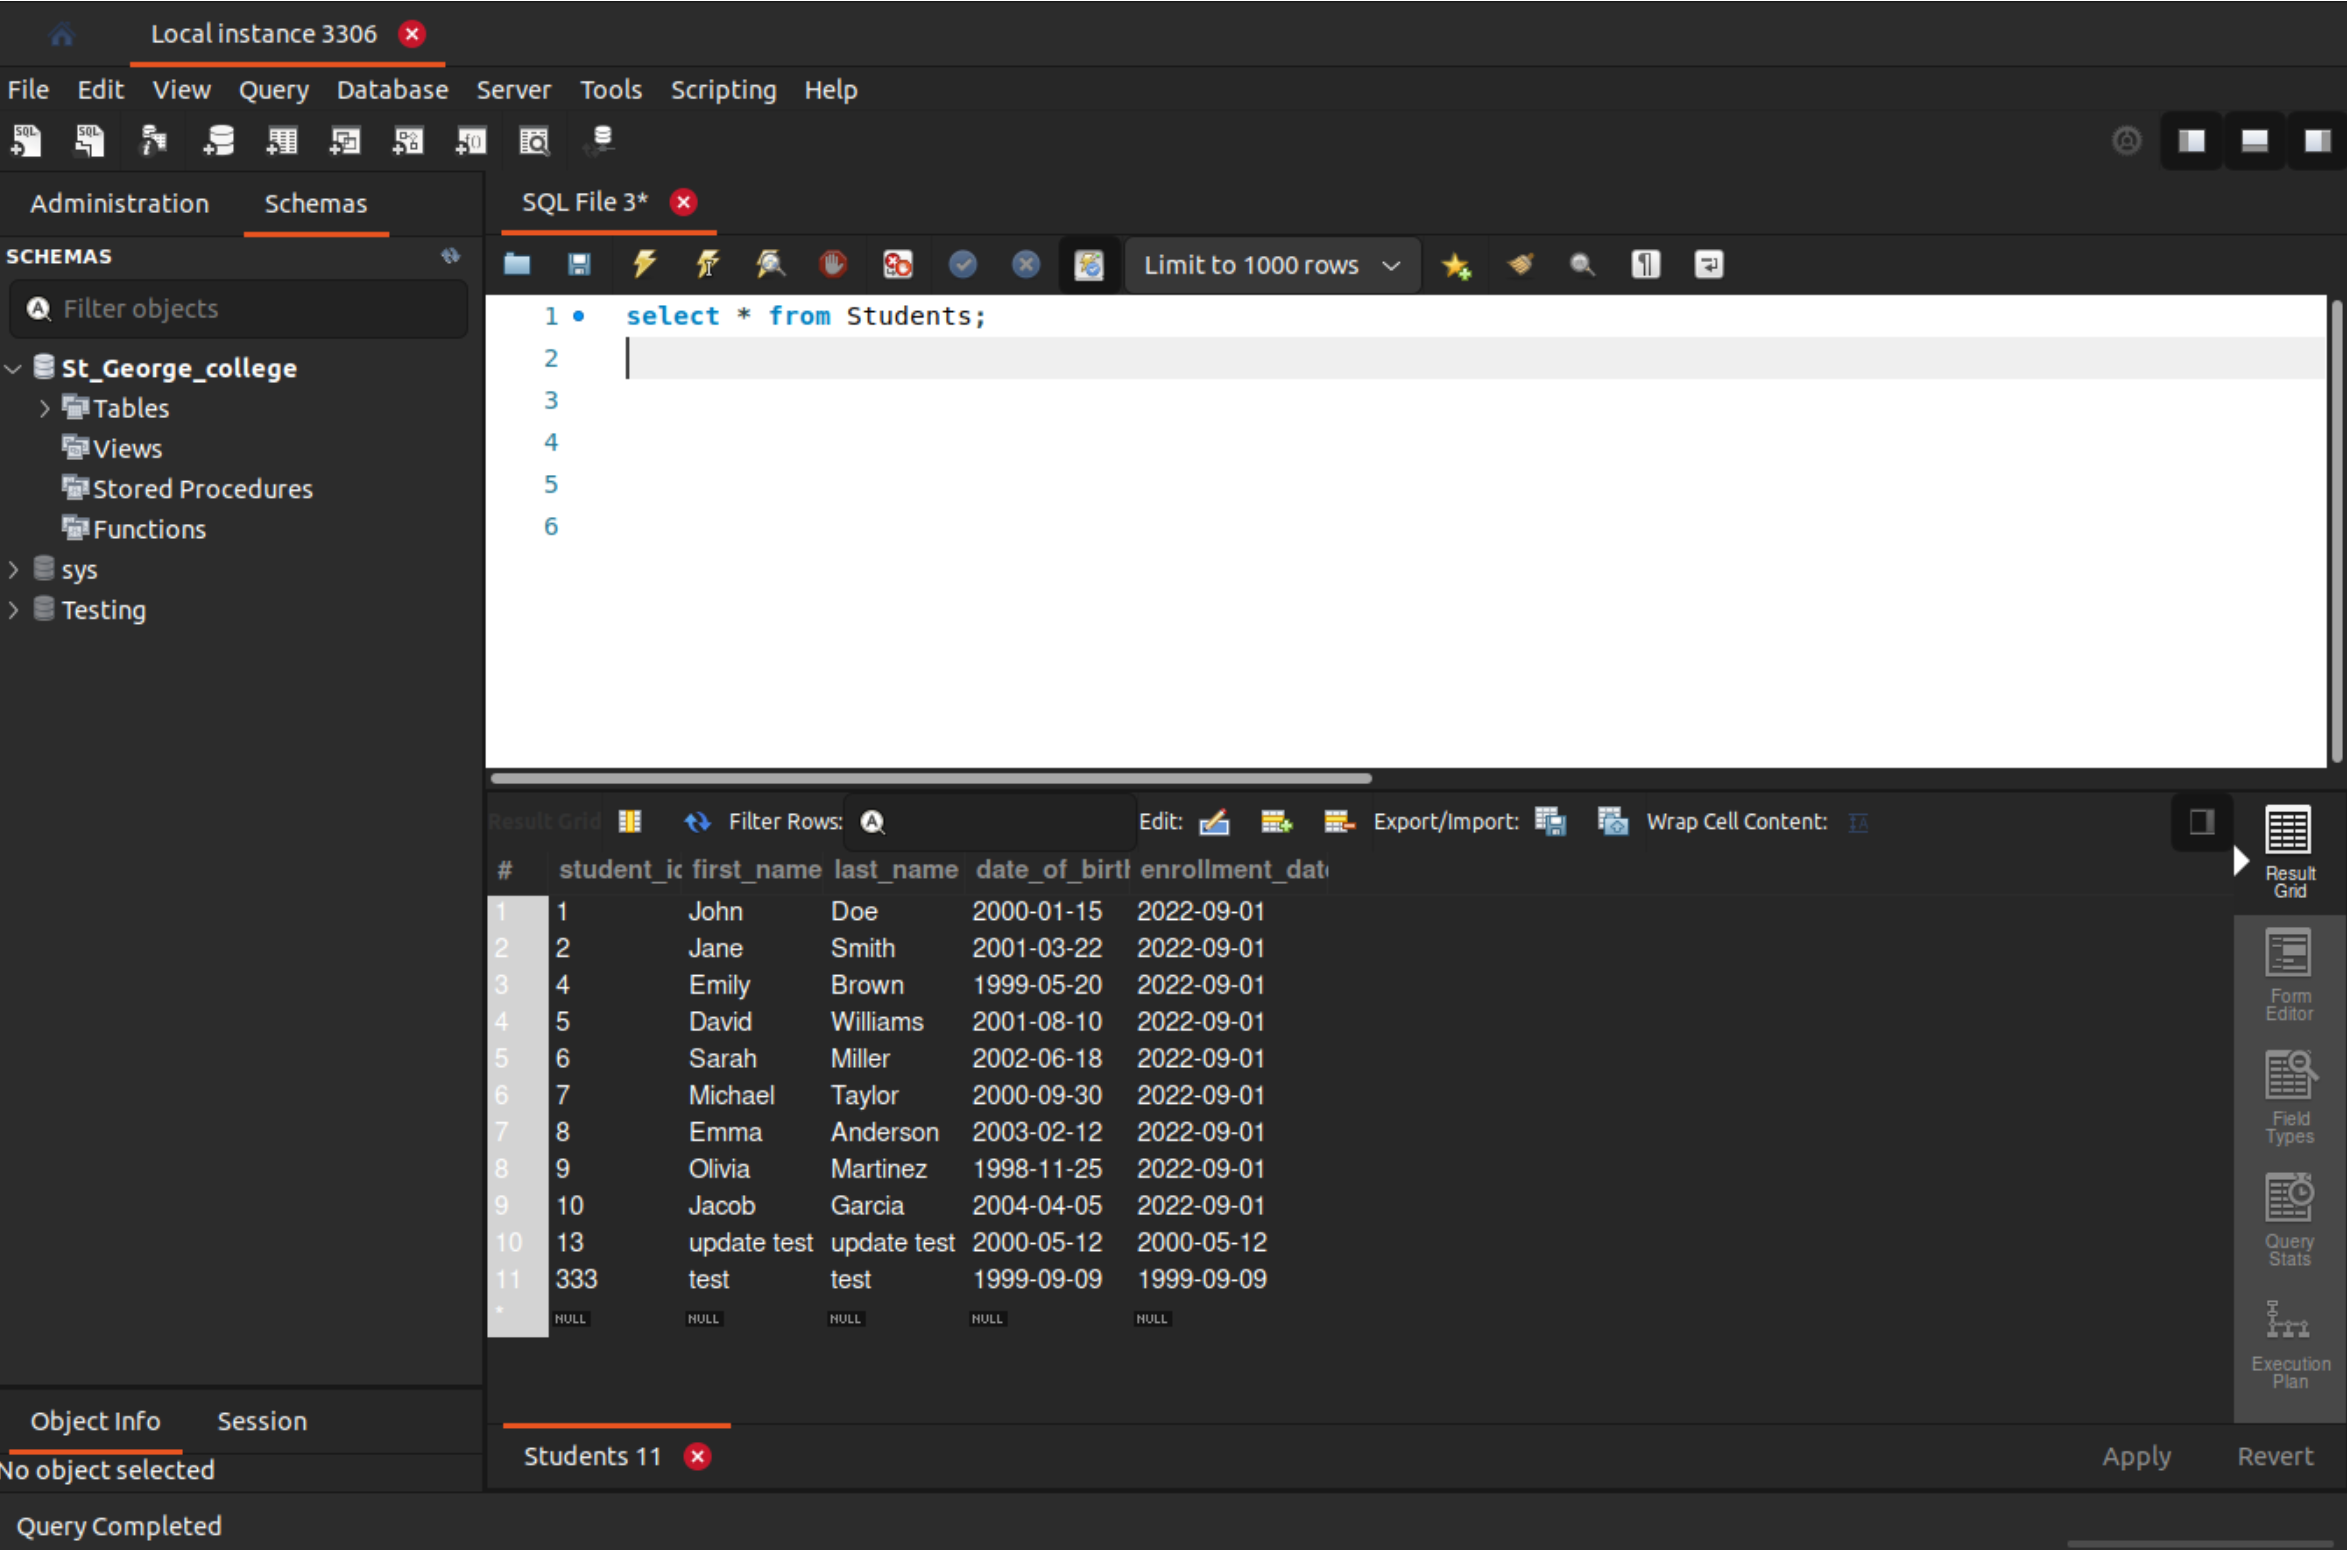 Local instance 3306
File Edit View Query Database Server Tools Scripting Help
Administration Schemas
SQL File 3*
SCHEMAS
Limit to 1000 rows
Filter objects
St_George_college
Tables
Views
Stored Procedures
Functions
sys
Testing
1 select * from Students;
2
3
4
5
6
Result Grid Filter Rows: Edit: Export/Import: Wrap Cell Content:
# student_id first_name last_name date_of_birth enrollment_date
1 1 John Doe 2000-01-15 2022-09-01
2 2 Jane Smith 2001-03-22 2022-09-01
3 4 Emily Brown 1999-05-20 2022-09-01
4 5 David Williams 2001-08-10 2022-09-01
5 6 Sarah Miller 2002-06-18 2022-09-01
6 7 Michael Taylor 2000-09-30 2022-09-01
7 8 Emma Anderson 2003-02-12 2022-09-01
8 9 Olivia Martinez 1998-11-25 2022-09-01
9 10 Jacob Garcia 2004-04-05 2022-09-01
10 13 update test update test 2000-05-12 2000-05-12
11 333 test test 1999-09-09 1999-09-09
* NULL NULL NULL NULL NULL
Result
Grid
Form
Editor
Field
Types
Query
Stats
Execution
Plan
Object Info Session
No object selected
Students 11
Apply Revert
Query Completed